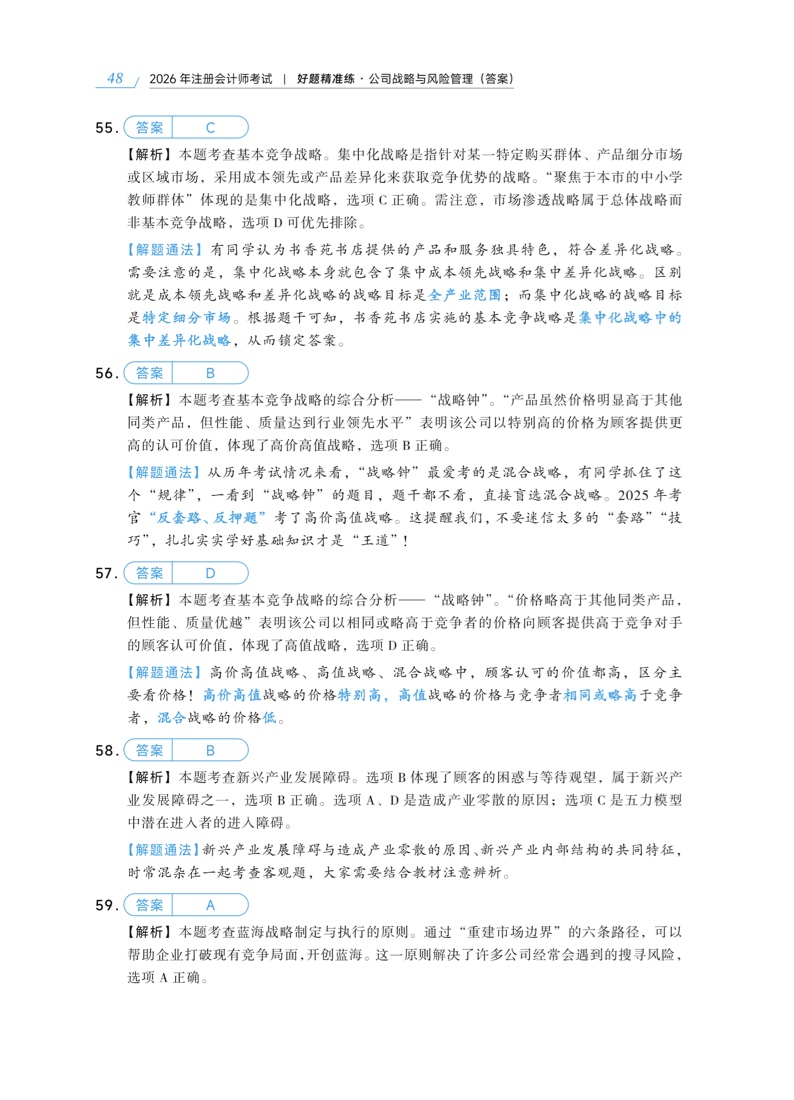 48 2026 年注册会计师考试 | 好题精准练·公司战略与风险管理（答案）
55. 答案 C
【解析】本题考查基本竞争战略。集中化战略是指针对某一特定购买群体、产品细分市场
或区域市场，采用成本领先或产品差异化来获取竞争优势的战略。“聚焦于本市的中小学
教师群体”体现的是集中化战略，选项 C 正确。需注意，市场渗透战略属于总体战略而
非基本竞争战略，选项 D 可优先排除。
【解题通法】有同学认为书香苑书店提供的产品和服务独具特色，符合差异化战略。
需要注意的是，集中化战略本身就包含了集中成本领先战略和集中差异化战略。区别
就是成本领先战略和差异化战略的战略目标是全产业范围；而集中化战略的战略目标
是特定细分市场。根据题干可知，书香苑书店实施的基本竞争战略是集中化战略中的
集中差异化战略，从而锁定答案。
56. 答案 B
【解析】本题考查基本竞争战略的综合分析——“战略钟”。“产品虽然价格明显高于其他
同类产品，但性能、质量达到行业领先水平”表明该公司以特别高的价格为顾客提供更
高的认可价值，体现了高价高值战略，选项 B 正确。
【解题通法】从历年考试情况来看，“战略钟”最爱考的是混合战略，有同学抓住了这
个“规律”，一看到“战略钟”的题目，题干都不看，直接盲选混合战略。2025 年考
官“反套路、反押题”考了高价高值战略。这提醒我们，不要迷信太多的“套路”“技
巧”，扎扎实实学好基础知识才是“王道”！
57. 答案 D
【解析】本题考查基本竞争战略的综合分析——“战略钟”。“价格略高于其他同类产品，
但性能、质量优越”表明该公司以相同或略高于竞争者的价格向顾客提供高于竞争对手
的顾客认可价值，体现了高值战略，选项 D 正确。
【解题通法】高价高值战略、高值战略、混合战略中，顾客认可的价值都高，区分主
要看价格！高价高值战略的价格特别高，高值战略的价格与竞争者相同或略高于竞争
者，混合战略的价格低。
58. 答案 B
【解析】本题考查新兴产业发展障碍。选项 B 体现了顾客的困惑与等待观望，属于新兴产
业发展障碍之一，选项 B 正确。选项 A、D 是造成产业零散的原因；选项 C 是五力模型
中潜在进入者的进入障碍。
【解题通法】新兴产业发展障碍与造成产业零散的原因、新兴产业内部结构的共同特征，
时常混杂在一起考查客观题，大家需要结合教材注意辨析。
59. 答案 A
【解析】本题考查蓝海战略制定与执行的原则。通过“重建市场边界”的六条路径，可以
帮助企业打破现有竞争局面，开创蓝海。这一原则解决了许多公司经常会遇到的搜寻风险，
选项 A 正确。